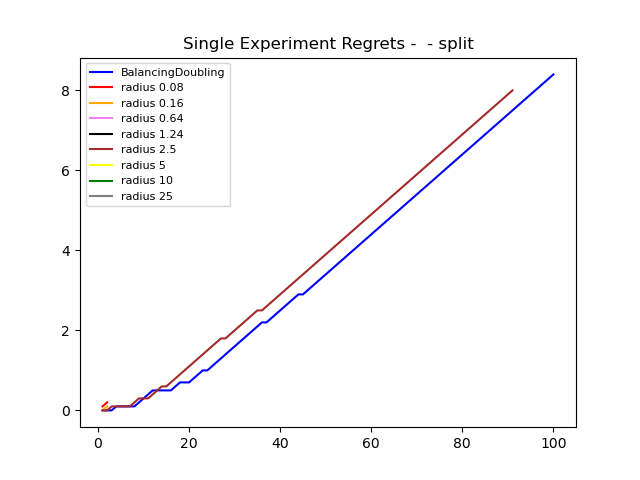 Single Experiment Regrets -  - split
BalancingDoubling
radius 0.08
radius 0.16
radius 0.64
radius 1.24
radius 2.5
radius 5
radius 10
radius 25
8
6
4
2
0
0 20 40 60 80 100